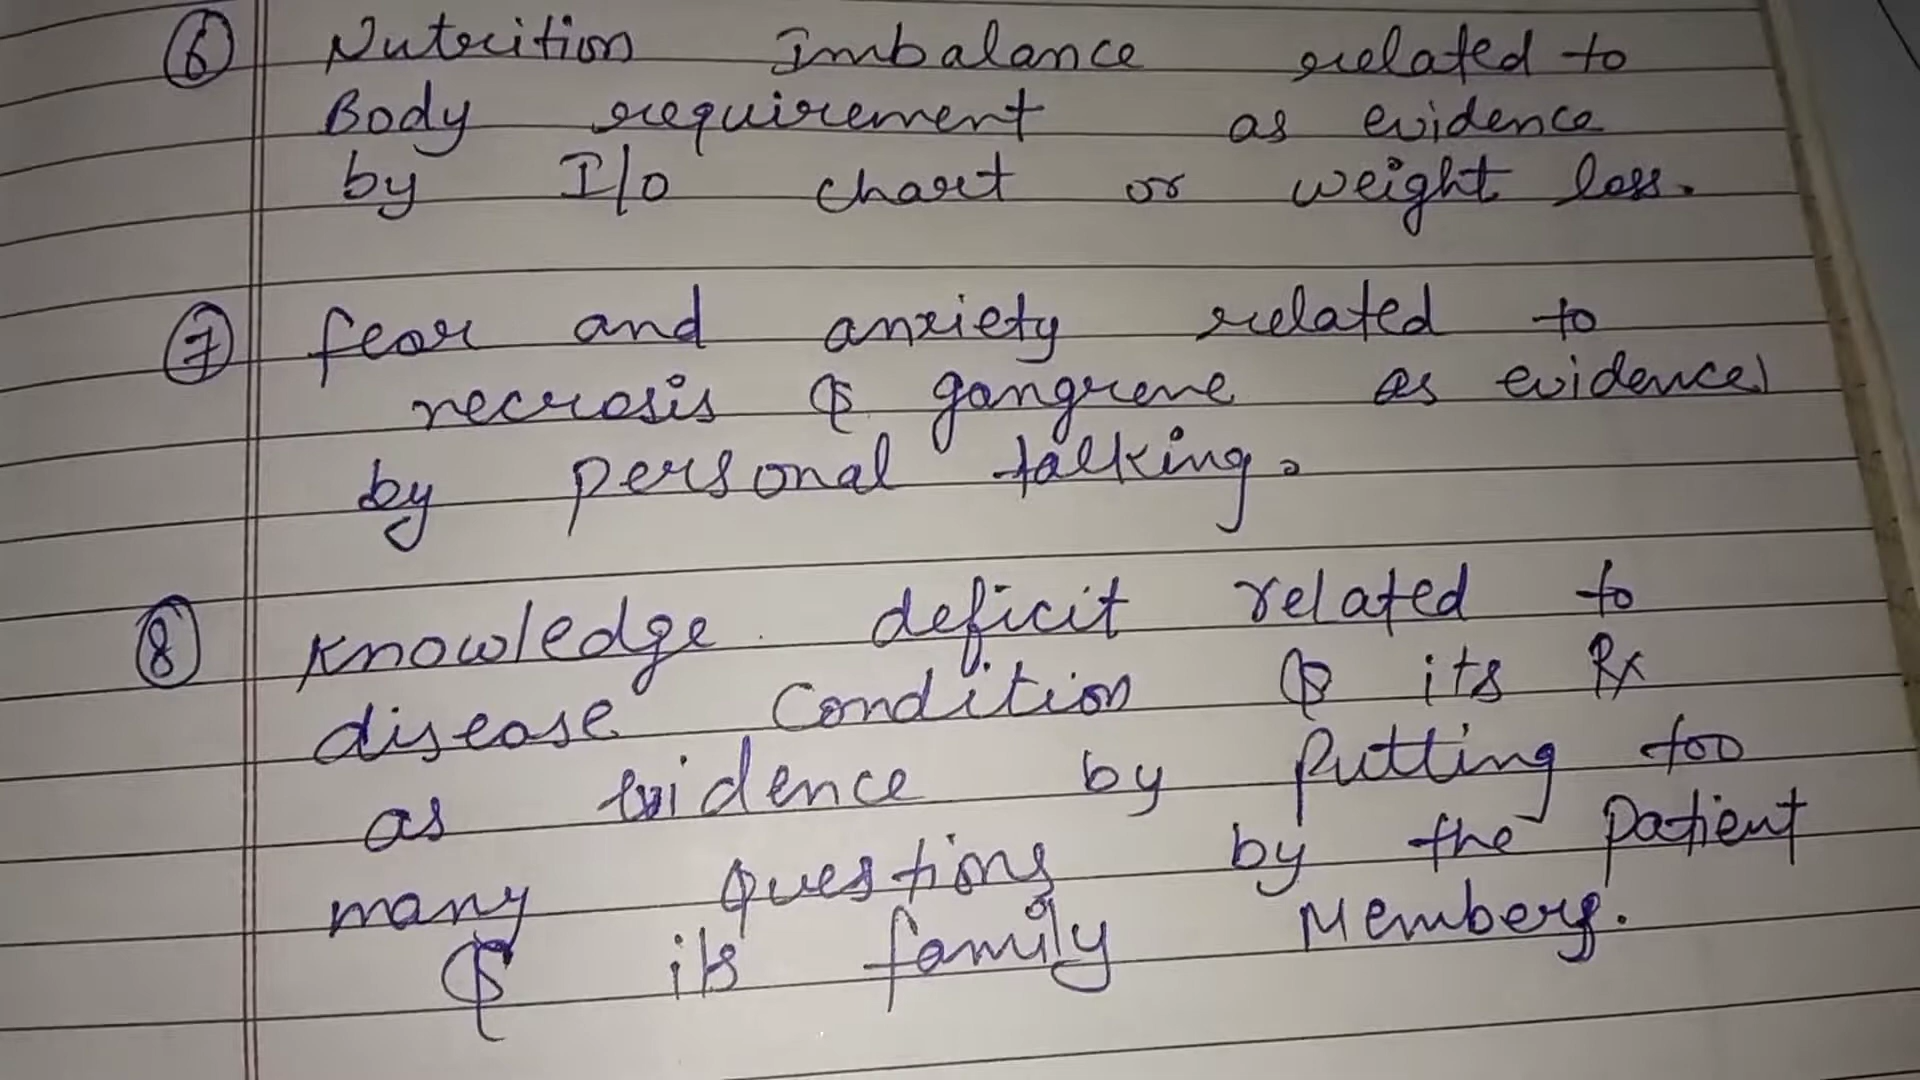 ⑥ Nutrition Imbalance related to
Body requirement as evidence
by I/O chart or weight loss.
⑦ fear and anxiety related to
necrosis & gangrene as evidence
by personal talking.
⑧ Knowledge deficit related to
disease condition & its Rx
as evidence by putting too
many questions by the patient
& its family Members.